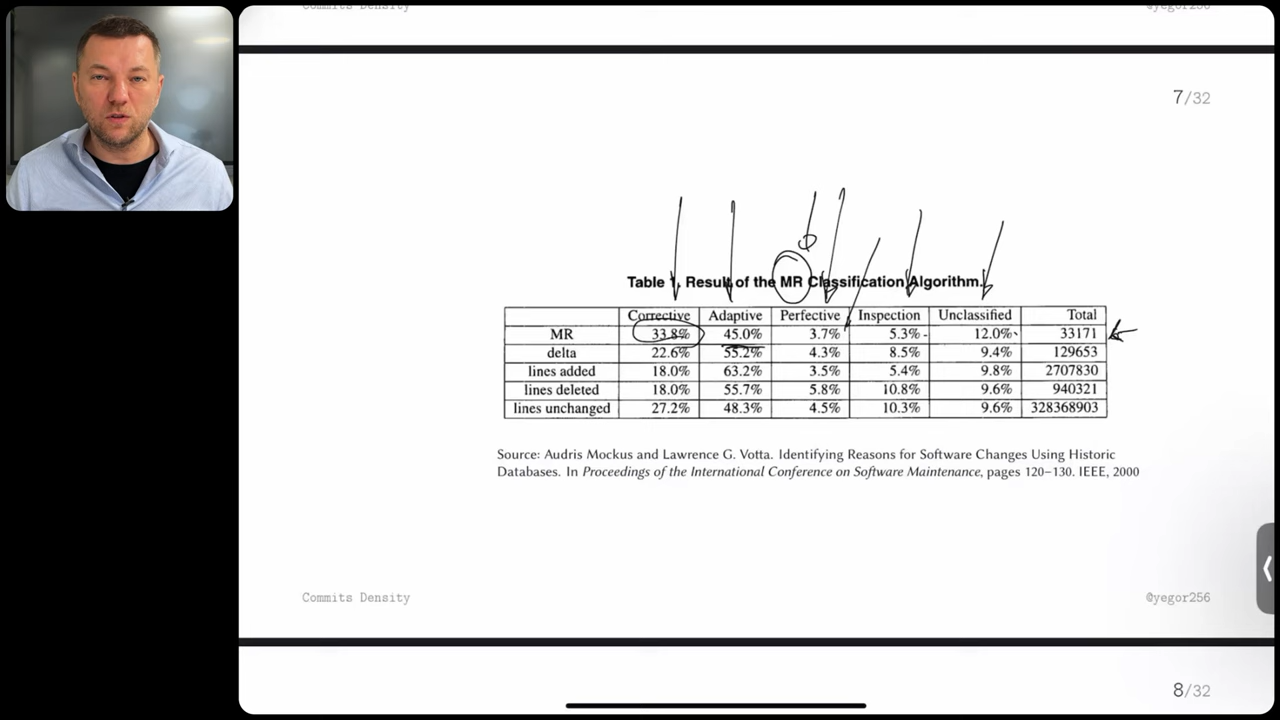 Commits Density @yegor256
7/32
Table 1. Result of the MR Classification Algorithm.
Corrective Adaptive Perfective Inspection Unclassified Total
MR 33.8% 45.0% 3.7% 5.3% 12.0% 33171
delta 22.6% 55.2% 4.3% 8.5% 9.4% 129653
lines added 18.0% 63.2% 3.5% 5.4% 9.8% 2707830
lines deleted 18.0% 55.7% 5.8% 10.8% 9.6% 940321
lines unchanged 27.2% 48.3% 4.5% 10.3% 9.6% 328368903
Source: Audris Mockus and Lawrence G. Votta. Identifying Reasons for Software Changes Using Historic
Databases. In Proceedings of the International Conference on Software Maintenance, pages 120–130. IEEE, 2000
Commits Density @yegor256
8/32